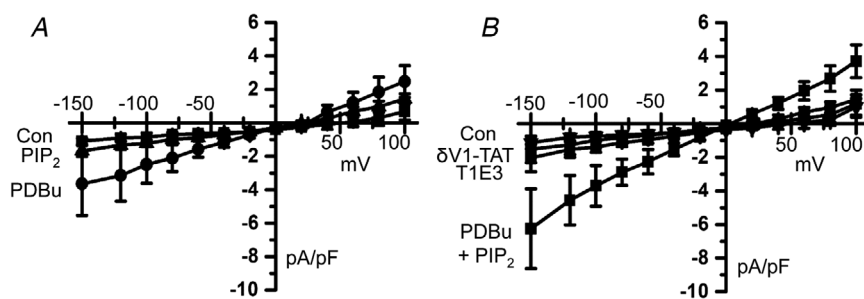 A
6
4
2
-150 -100 -50
50 100
mV
Con
PIP2
PDBu
-2
-4
-6
-8
-10
pA/pF
B
6
4
2
-150 -100 -50
50 100
mV
Con
δV1-TAT
T1E3
PDBu
+ PIP2
-2
-4
-6
-8
-10
pA/pF